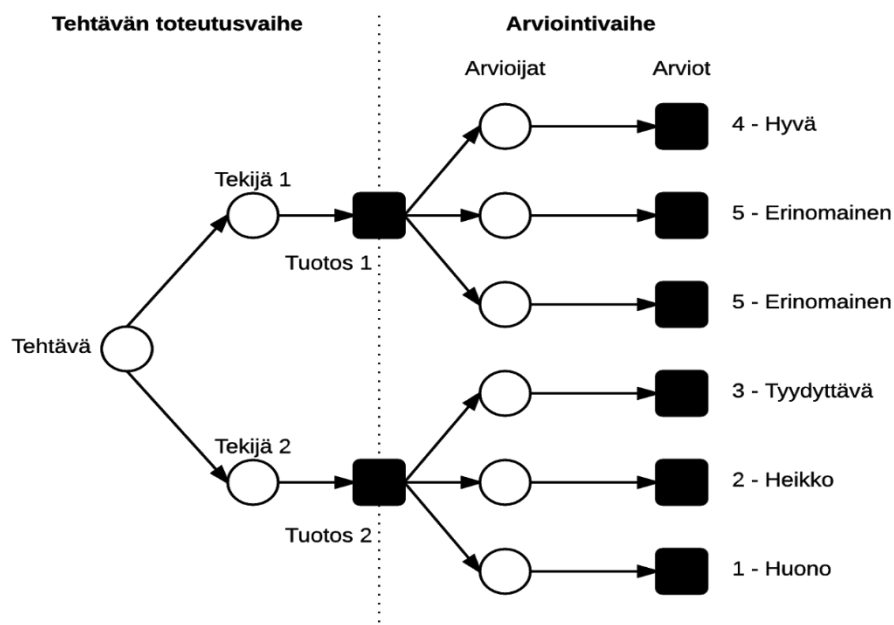 Tehtävän toteutusvaihe
Arviointivaihe
Arvioijat
Arviot
4 - Hyvä
Tekijä 1
5 - Erinomainen
Tuotos 1
5 - Erinomainen
Tehtävä
3 - Tyydyttävä
Tekijä 2
2 - Heikko
Tuotos 2
1 - Huono